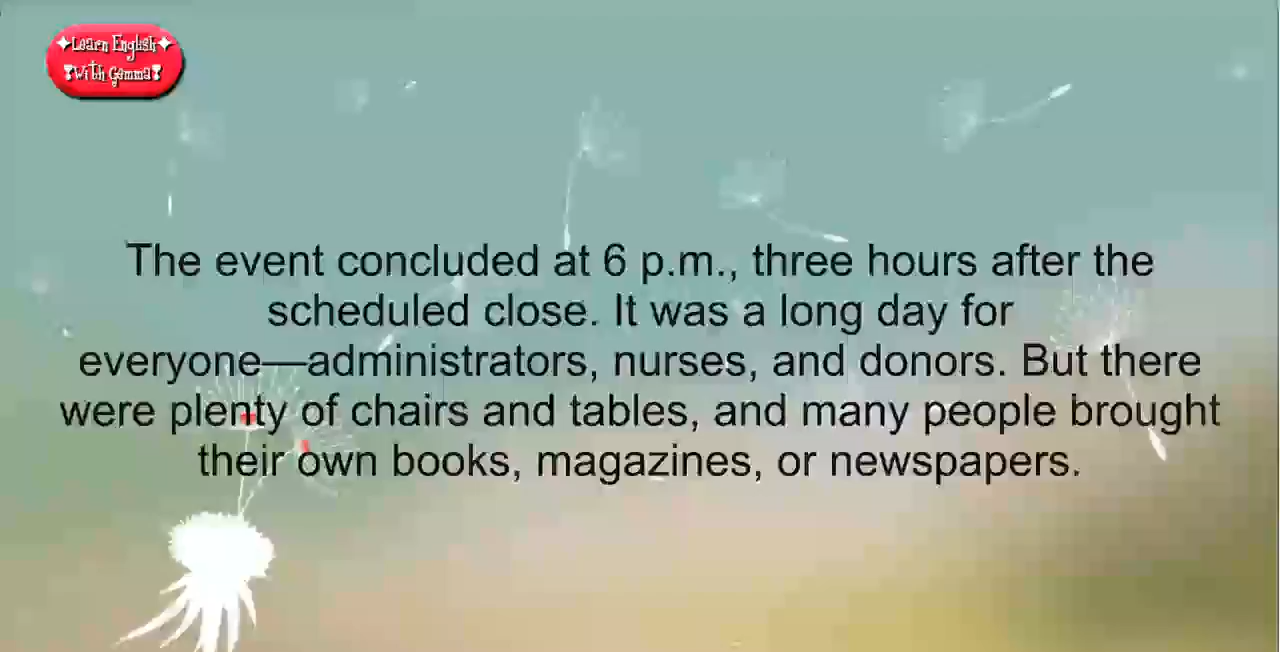 Learn English
With Gamma
The event concluded at 6 p.m., three hours after the
scheduled close. It was a long day for
everyone—administrators, nurses, and donors. But there
were plenty of chairs and tables, and many people brought
their own books, magazines, or newspapers.